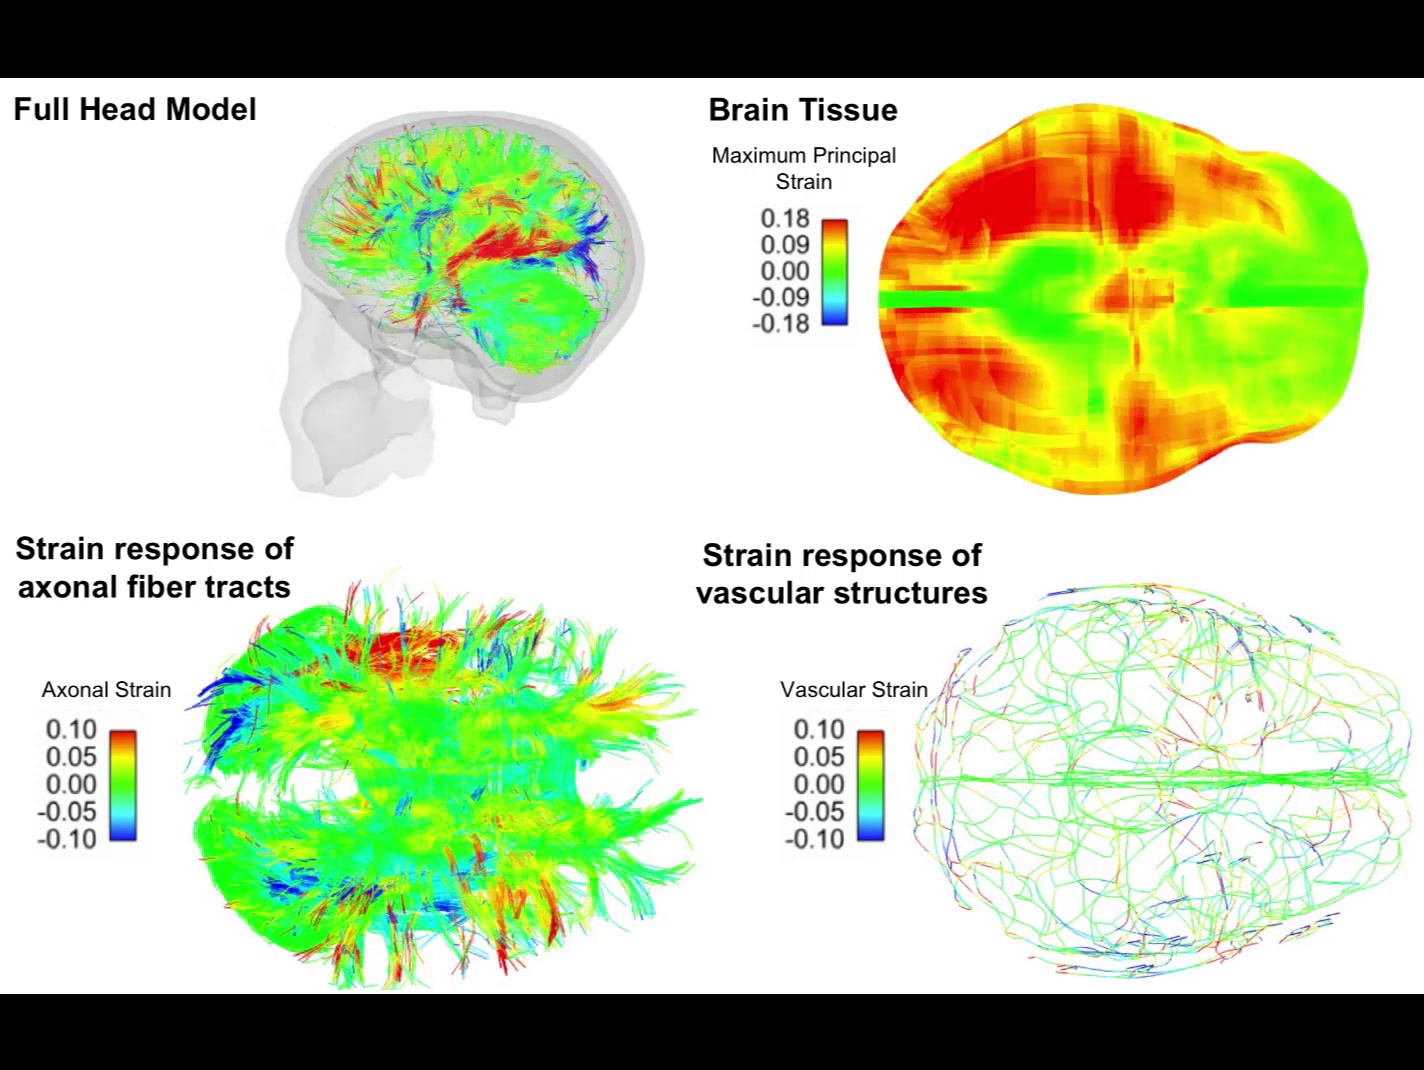 Full Head Model
Brain Tissue
Maximum Principal
Strain
0.18
0.09
0.00
-0.09
-0.18
Strain response of
axonal fiber tracts
Axonal Strain
0.10
0.05
0.00
-0.05
-0.10
Strain response of
vascular structures
Vascular Strain
0.10
0.05
0.00
-0.05
-0.10